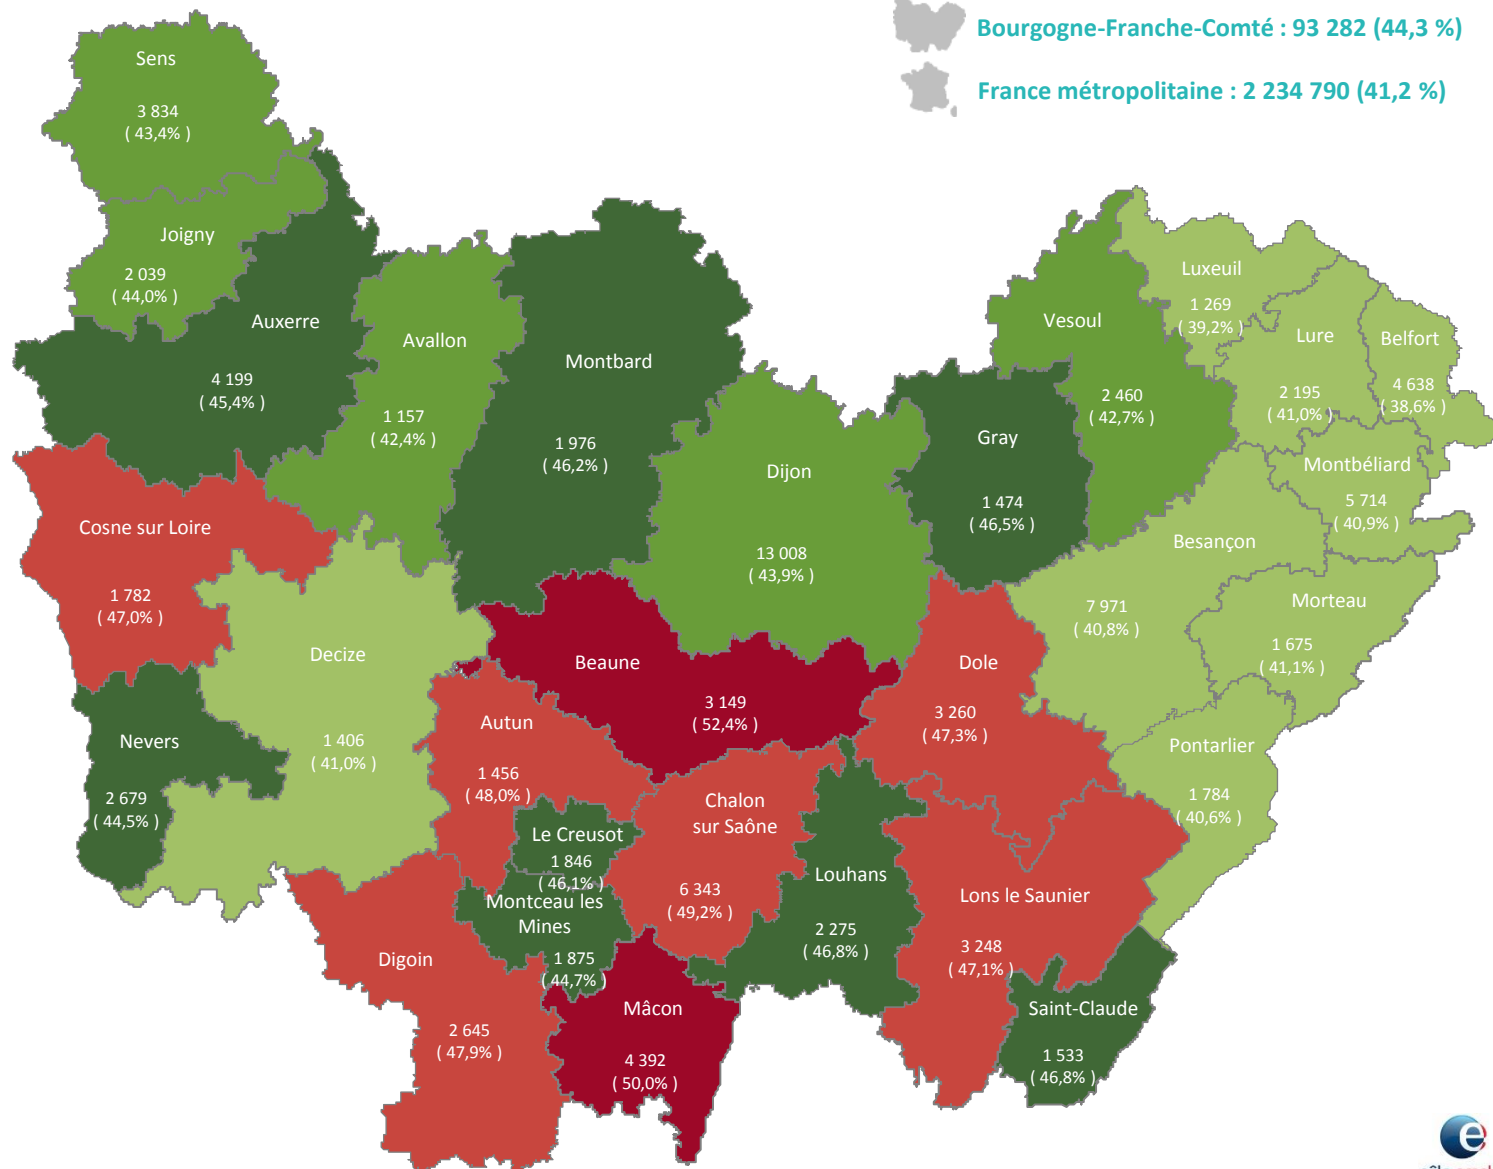 Bourgogne-Franche-Comté : 93 282 (44,3 %)
France métropolitaine : 2 234 790 (41,2 %)
Sens
3 834
( 43,4% )
Joigny
2 039
( 44,0% )
Auxerre
4 199
( 45,4% )
Avallon
1 157
( 42,4% )
Montbard
1 976
( 46,2% )
Dijon
13 008
( 43,9% )
Gray
1 474
( 46,5% )
Vesoul
2 460
( 42,7% )
Luxeuil
1 269
( 39,2% )
Lure
2 195
( 41,0% )
Belfort
4 638
( 38,6% )
Montbéliard
5 714
( 40,9% )
Besançon
7 971
( 40,8% )
Morteau
1 675
( 41,1% )
Cosne sur Loire
1 782
( 47,0% )
Decize
1 406
( 41,0% )
Nevers
2 679
( 44,5% )
Beaune
3 149
( 52,4% )
Autun
1 456
( 48,0% )
Dole
3 260
( 47,3% )
Pontarlier
1 784
( 40,6% )
Le Creusot
1 846
( 46,1% )
Chalon
sur Saône
6 343
( 49,2% )
Louhans
2 275
( 46,8% )
Lons le Saunier
3 248
( 47,1% )
Montceau les
Mines
1 875
( 44,7% )
Digoin
2 645
( 47,9% )
Mâcon
4 392
( 50,0% )
Saint-Claude
1 533
( 46,8% )